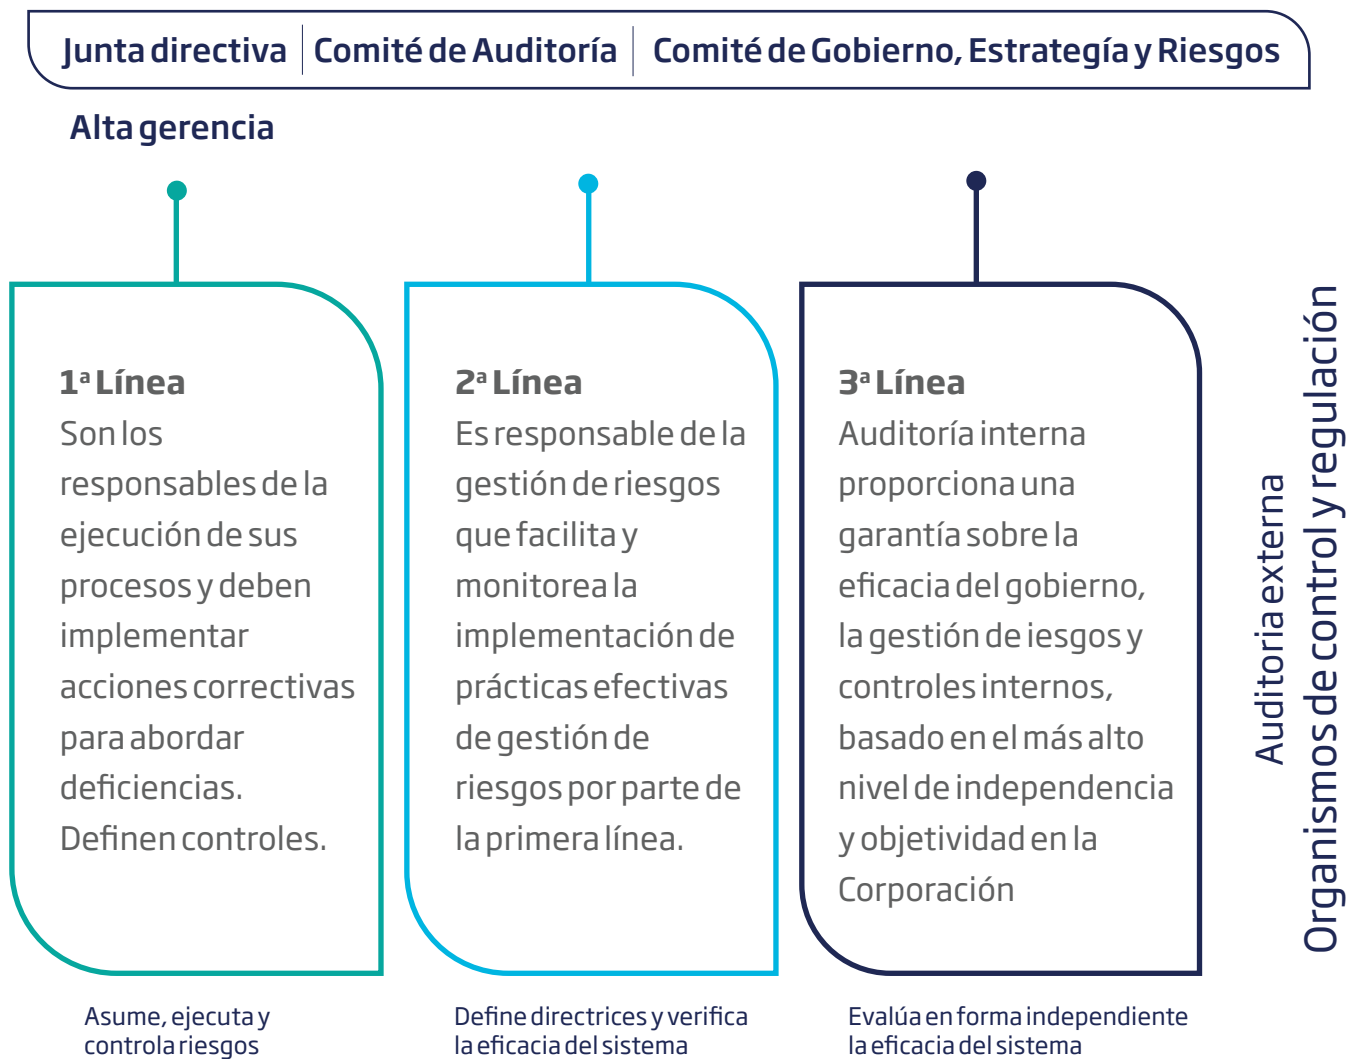 Junta directiva | Comité de Auditoría | Comité de Gobierno, Estrategía y Riesgos
Alta gerencia
1ª Línea
Son los
responsables de la
ejecución de sus
procesos y deben
implementar
acciones correctivas
para abordar
deficiencias.
Definen controles.
Asume, ejecuta y
controla riesgos
2ª Línea
Es responsable de la
gestión de riesgos
que facilita y
monitorea la
implementación de
prácticas efectivas
de gestión de
riesgos por parte de
la primera línea.
Define directrices y verifica
la eficacia del sistema
3ª Línea
Auditoría interna
proporciona una
garantía sobre la
eficacia del gobierno,
la gestión de iesgos y
controles internos,
basado en el más alto
nivel de independencia
y objetividad en la
Corporación
Evalúa en forma independiente
la eficacia del sistema
Auditoria externa
Organismos de control y regulación